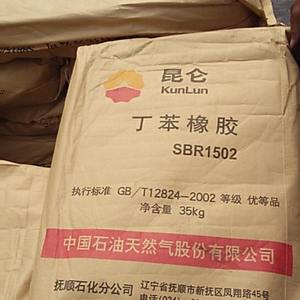 昆仑
KunLun
丁苯橡胶
SBR1502
执行标准 GB/T12824-2002 等级 优等品
净含量 35kg
中国石油天然气股份有限公司
抚顺石化分公司
辽宁省抚顺市新抚区凤翔路45号